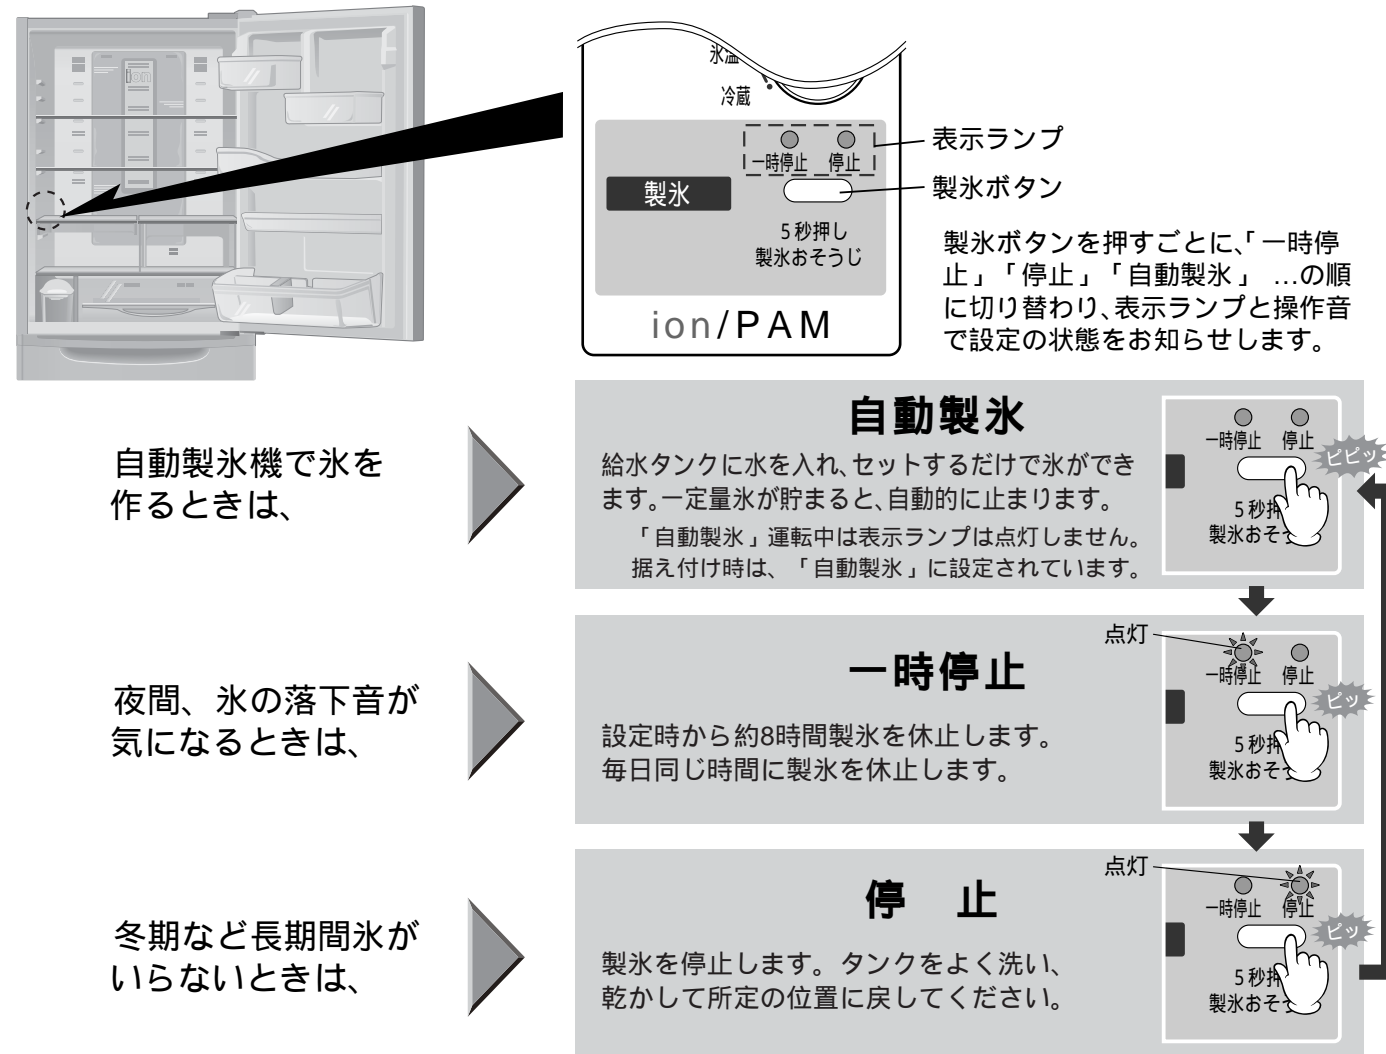 ion
氷温
冷蔵
一時停止 停止
製氷
5秒押し
製氷おそうじ
ion/PAM
表示ランプ
製氷ボタン
製氷ボタンを押すごとに、「一時停
止」「停止」「自動製氷」 …の順
に切り替わり、表示ランプと操作音
で設定の状態をお知らせします。
自動製氷機で氷を
作るときは、
自動製氷
給水タンクに水を入れ、セットするだけで氷ができ
ます。一定量氷が貯まると、自動的に止まります。
「自動製氷」運転中は表示ランプは点灯しません。
据え付け時は、「自動製氷」に設定されています。
一時停止 停止
ピピッ
5秒押
製氷おそう
夜間、氷の落下音が
気になるときは、
一時停止
設定時から約8時間製氷を休止します。
毎日同じ時間に製氷を休止します。
点灯
一時停止 停止
ピッ
5秒押
製氷おそう
冬期など長期間氷が
いらないときは、
停 止
製氷を停止します。タンクをよく洗い、
乾かして所定の位置に戻してください。
点灯
一時停止 停止
ピッ
5秒押
製氷おそう